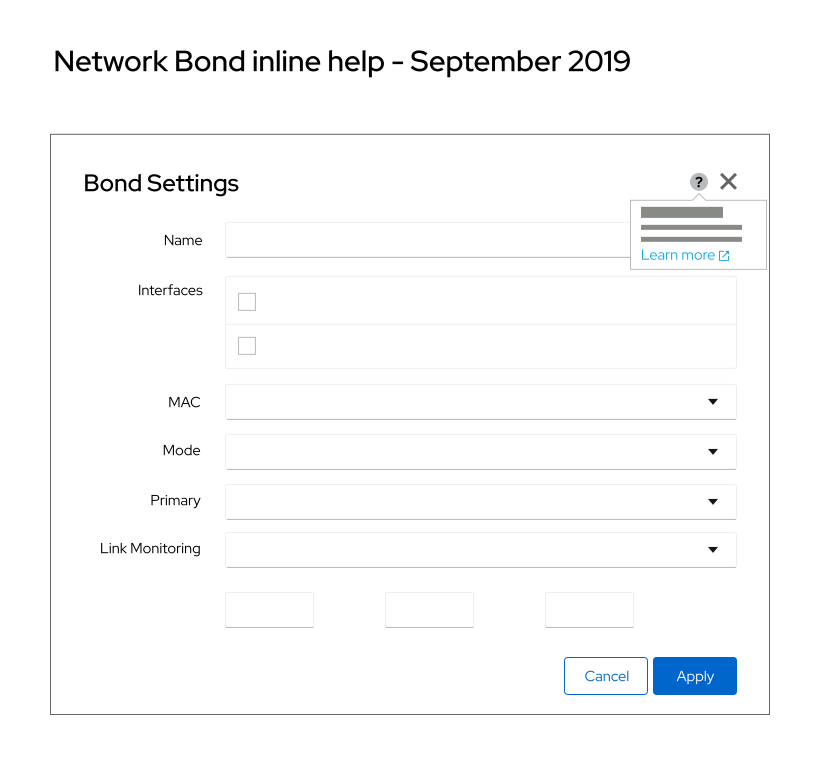 Network Bond inline help - September 2019
Bond Settings
?
Name
Learn more
Interfaces
MAC
Mode
Primary
Link Monitoring
Cancel
Apply